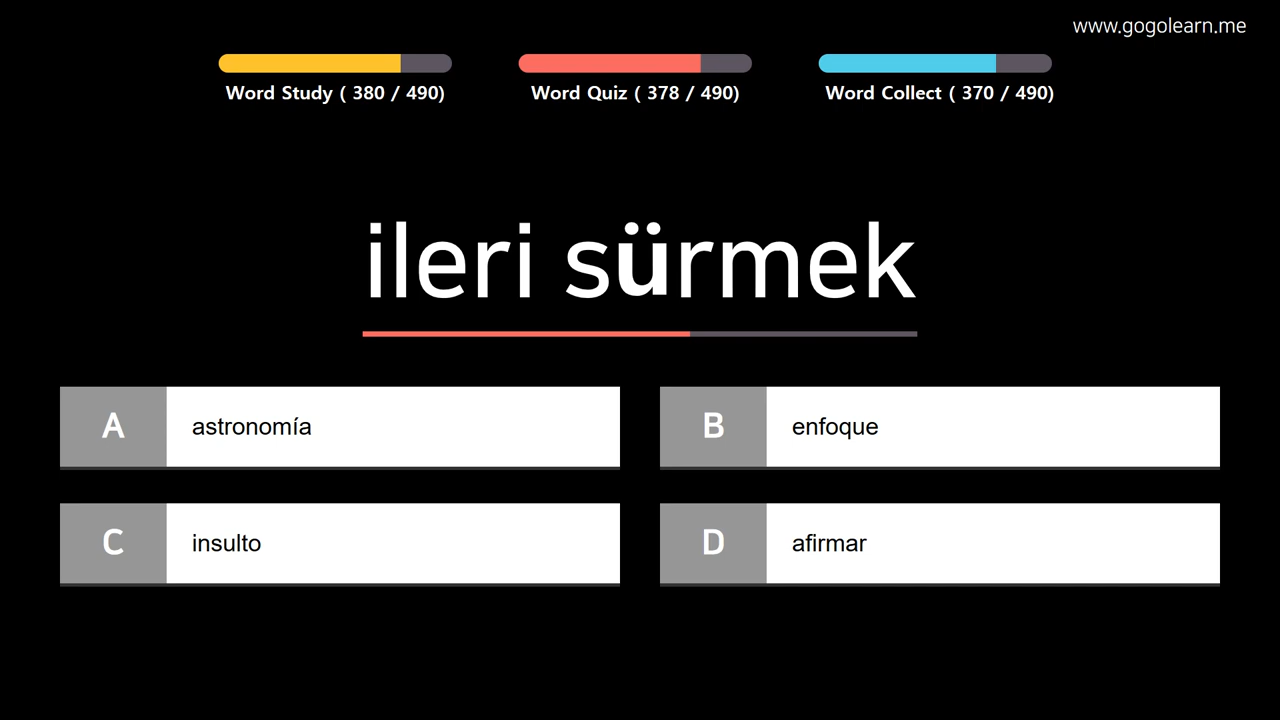 www.gogolearn.me
Word Study ( 380 / 490)
Word Quiz ( 378 / 490)
Word Collect ( 370 / 490)
ileri sürmek
A astronomía
B enfoque
C insulto
D afirmar